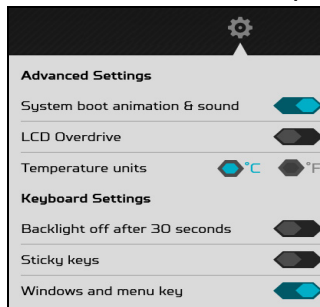 Advanced Settings
System boot animation & sound
LCD Overdrive
Temperature units °C °F
Keyboard Settings
Backlight off after 30 seconds
Sticky keys
Windows and menu key